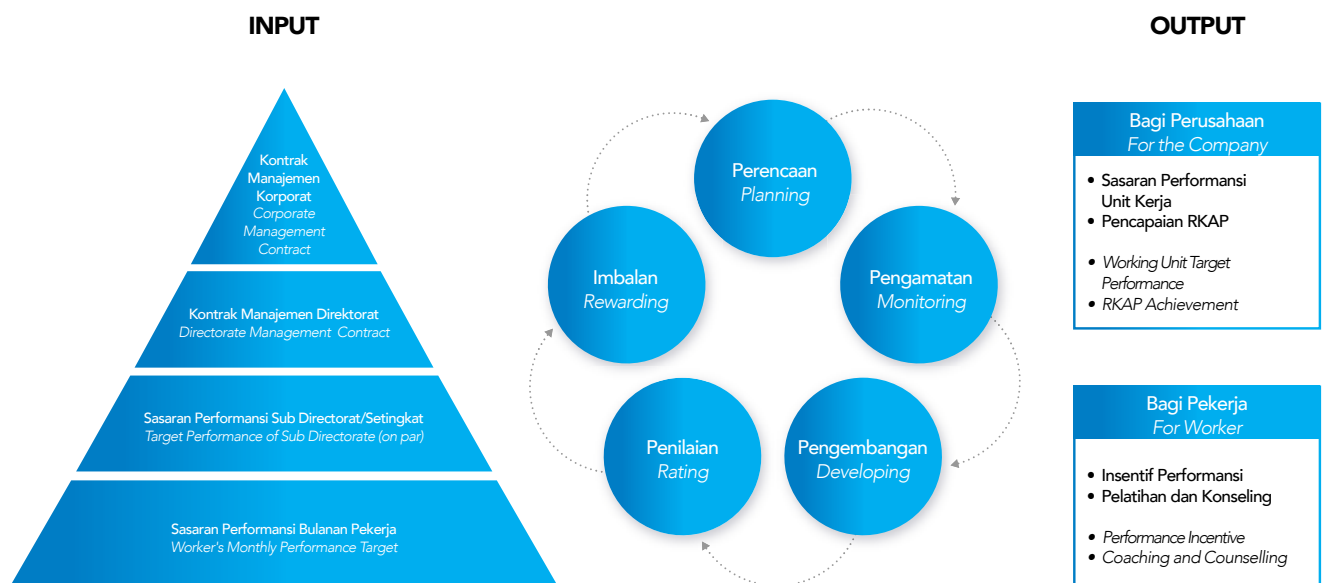 INPUT
Kontrak
Manajemen
Korporat
Corporate
Management
Contract
Kontrak Manajemen Direktorat
Directorate Management Contract
Sasaran Performansi Sub Directorat/Setingkat
Target Performance of Sub Directorate (on par)
Sasaran Performansi Bulanan Pekerja
Worker's Monthly Performance Target
Perencaan
Planning
Pengamatan
Monitoring
Pengembangan
Developing
Penilaian
Rating
Imbalan
Rewarding
OUTPUT
Bagi Perusahaan
For the Company
• Sasaran Performansi
Unit Kerja
• Pencapaian RKAP
• Working Unit Target
Performance
• RKAP Achievement
Bagi Pekerja
For Worker
• Insentif Performansi
• Pelatihan dan Konseling
• Performance Incentive
• Coaching and Counselling